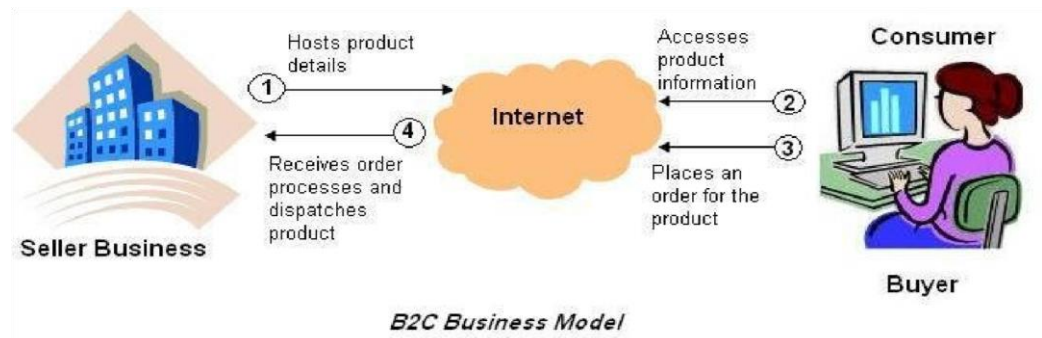 Hosts product
details
1
4
Receives order
processes and
dispatches
product
Seller Business
Internet
Accesses
product
information
2
3
Places an
order for the
product
Consumer
Buyer
B2C Business Model